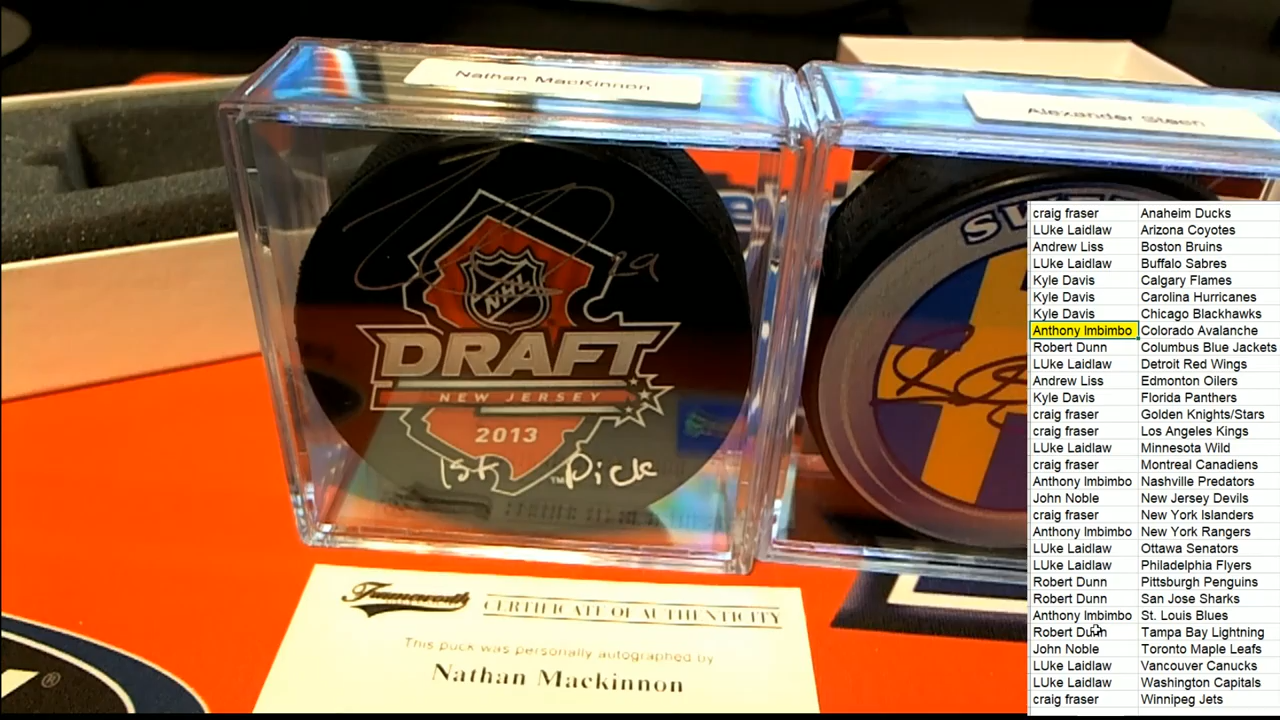 Nathan MacKinnon
Alexander Steen
29
NHL
DRAFT
NEW JERSEY
2013
1st Pick
TM
SWE
Frameworth
CERTIFICATE OF AUTHENTICITY
This puck was personally autographed by
Nathan Mackinnon
®
craig fraser Anaheim Ducks
LUke Laidlaw Arizona Coyotes
Andrew Liss Boston Bruins
LUke Laidlaw Buffalo Sabres
Kyle Davis Calgary Flames
Kyle Davis Carolina Hurricanes
Kyle Davis Chicago Blackhawks
Anthony Imbimbo Colorado Avalanche
Robert Dunn Columbus Blue Jackets
LUke Laidlaw Detroit Red Wings
Andrew Liss Edmonton Oilers
Kyle Davis Florida Panthers
craig fraser Golden Knights/Stars
craig fraser Los Angeles Kings
LUke Laidlaw Minnesota Wild
craig fraser Montreal Canadiens
Anthony Imbimbo Nashville Predators
John Noble New Jersey Devils
craig fraser New York Islanders
Anthony Imbimbo New York Rangers
LUke Laidlaw Ottawa Senators
LUke Laidlaw Philadelphia Flyers
Robert Dunn Pittsburgh Penguins
Robert Dunn San Jose Sharks
Anthony Imbimbo St. Louis Blues
Robert Dunn Tampa Bay Lightning
John Noble Toronto Maple Leafs
LUke Laidlaw Vancouver Canucks
LUke Laidlaw Washington Capitals
craig fraser Winnipeg Jets